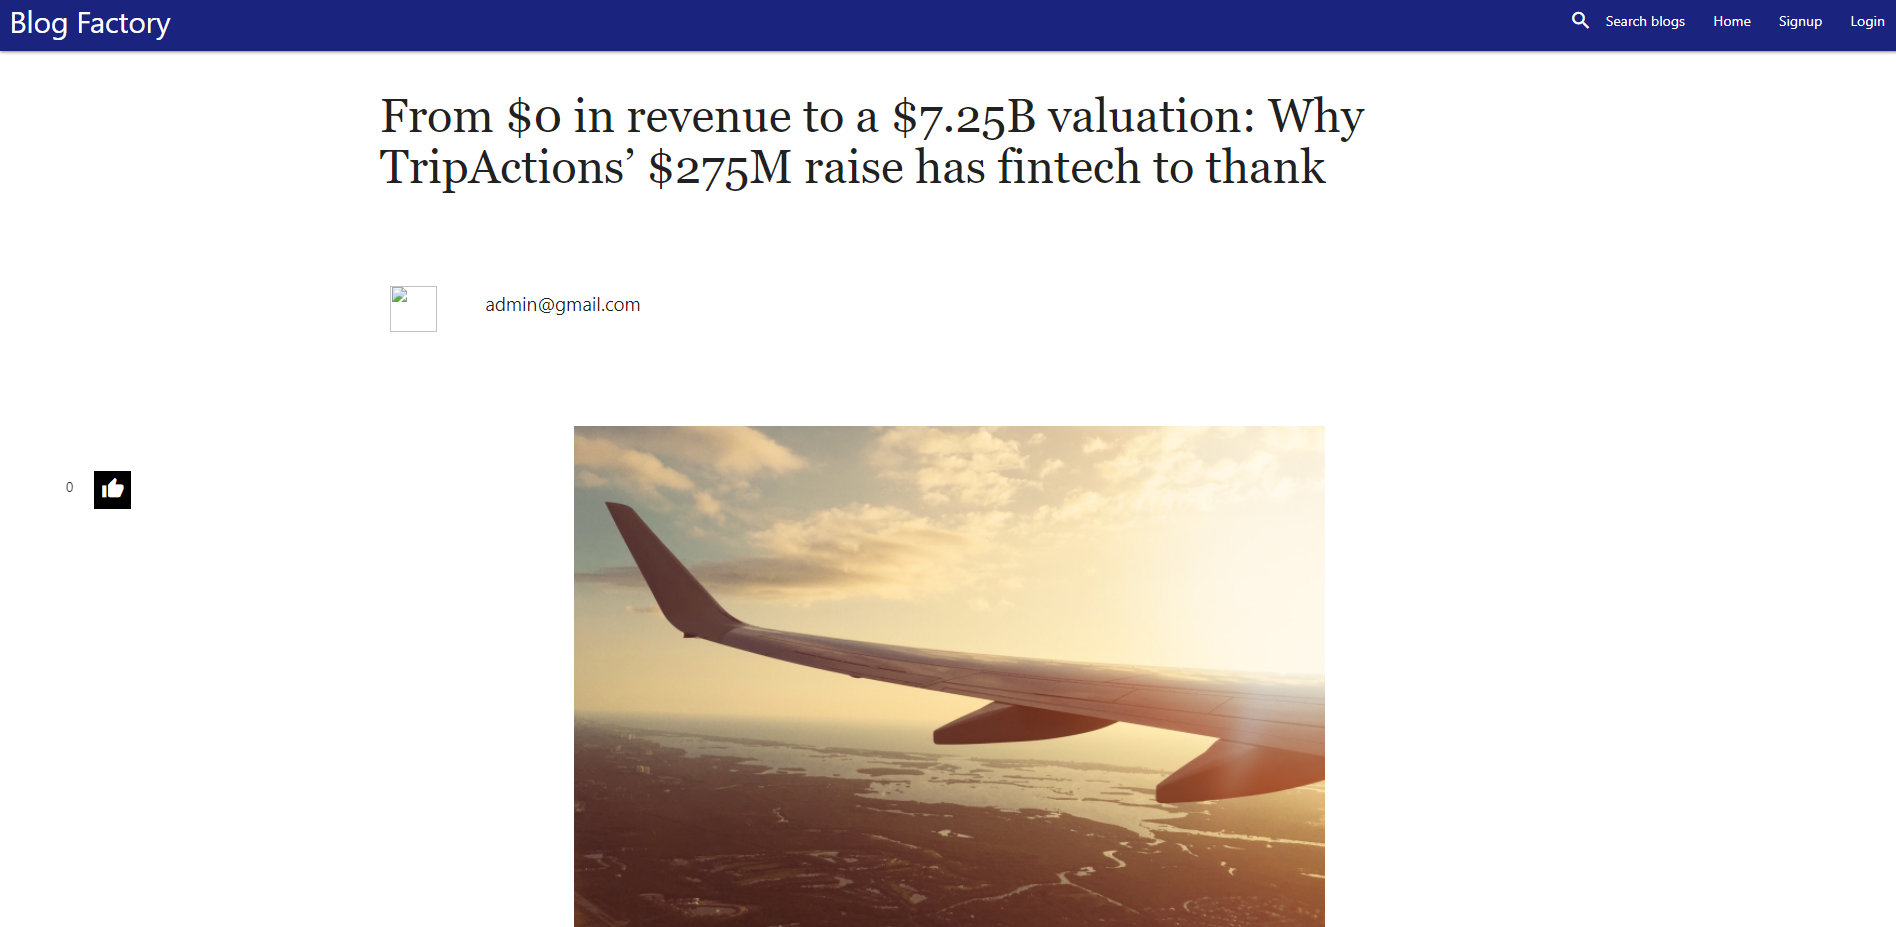 Blog Factory
Search blogs Home Signup Login
From $0 in revenue to a $7.25B valuation: Why
TripActions’ $275M raise has fintech to thank
admin@gmail.com
0